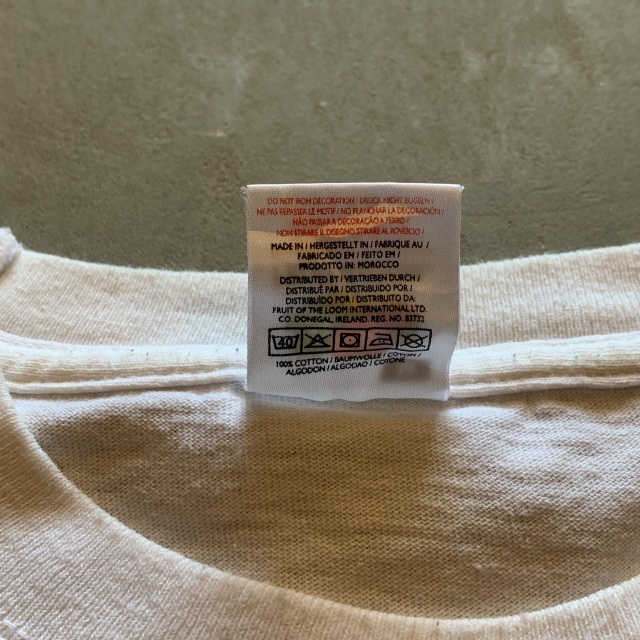 DO NOT IRON DECORATION / DRUCK NICHT BÜGELN /
NE PAS REPASSER LE MOTIF / NO PLANCHAR LA DECORACIÓN /
NÃO PASSAR A DECORAÇÃO A FERRO /
NON STIRARE IL DISEGNO STIRARE AL ROVESCIO /
MADE IN / HERGESTELLT IN / FABRIQUE AU /
FABRICADO EN / FEITO EM /
PRODOTTO IN: MOROCCO
DISTRIBUTED BY / VERTRIEBEN DURCH /
DISTRIBUÉ PAR / DISTRIBUIDO POR /
DISTRIBUÍDO POR / DISTRIBUITO DA:
FRUIT OF THE LOOM INTERNATIONAL LTD.
CO. DONEGAL, IRELAND. REG. NO. 83732
40
100% COTTON / BAUMWOLLE / COTON /
ALGODON / ALGODAO / COTONE